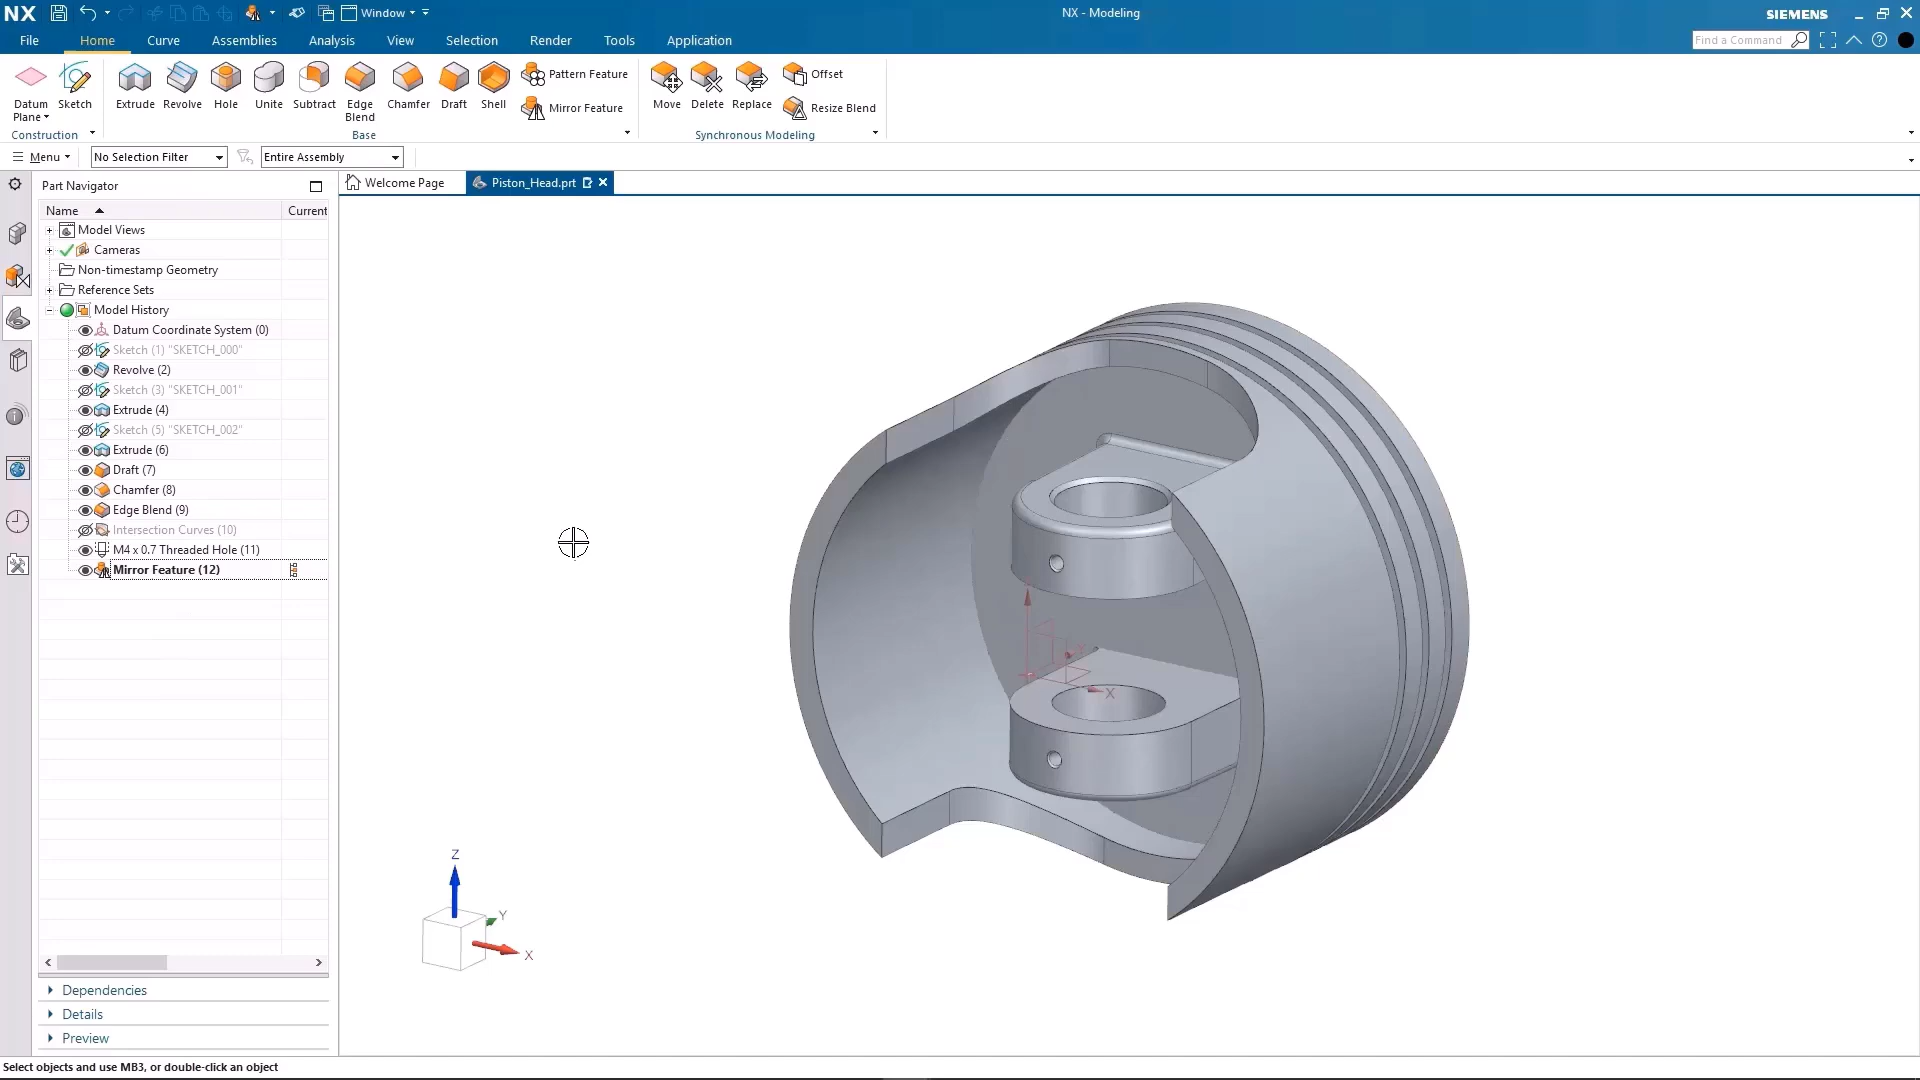 NX Window NX - Modeling SIEMENS
File Home Curve Assemblies Analysis View Selection Render Tools Application Find a Command
Datum Plane Sketch Extrude Revolve Hole Unite Subtract Edge Blend Chamfer Draft Shell Pattern Feature Mirror Feature Move Delete Replace Offset Resize Blend
Construction Base Synchronous Modeling
Menu No Selection Filter Entire Assembly
Part Navigator Welcome Page Piston_Head.prt
Name Current
Model Views
Cameras
Non-timestamp Geometry
Reference Sets
Model History
Datum Coordinate System (0)
Sketch (1) "SKETCH_000"
Revolve (2)
Sketch (3) "SKETCH_001"
Extrude (4)
Sketch (5) "SKETCH_002"
Extrude (6)
Draft (7)
Chamfer (8)
Edge Blend (9)
Intersection Curves (10)
M4 x 0.7 Threaded Hole (11)
Mirror Feature (12)
X
Z
Y
X
Dependencies
Details
Preview
Select objects and use MB3, or double-click an object